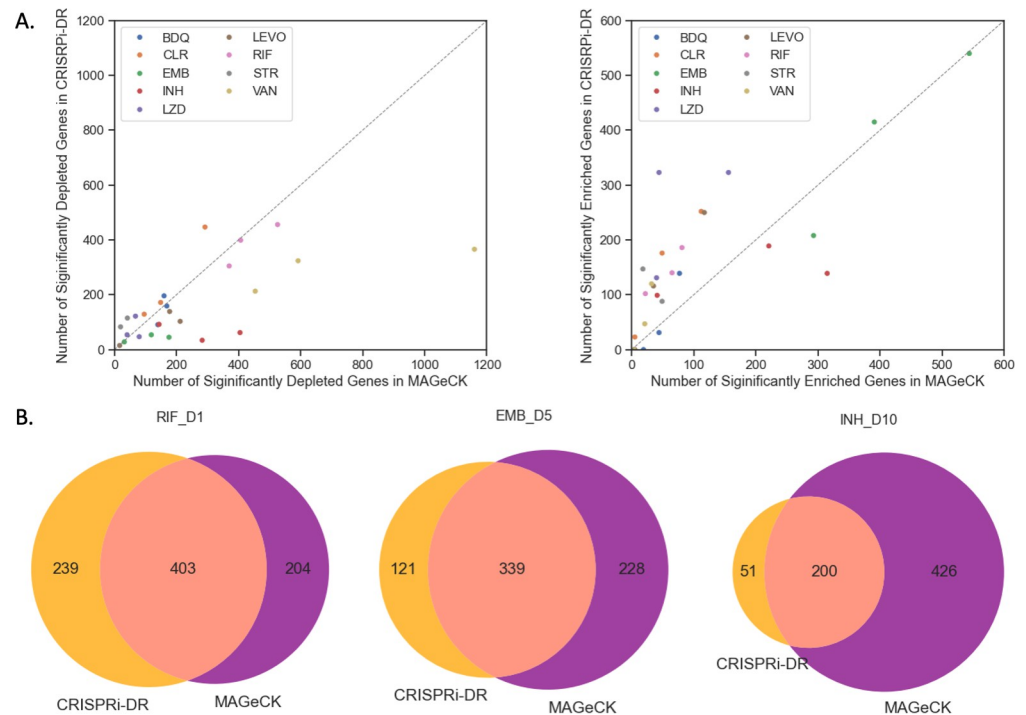 A.
Number of Siginificantly Depleted Genes in CRISRPi-DR
1200
1000
800
600
400
200
0
BDQ
CLR
EMB
INH
LZD
LEVO
RIF
STR
VAN
0 200 400 600 800 1000 1200
Number of Siginificantly Depleted Genes in MAGeCK
Number of Siginificantly Enriched Genes in CRISRPi-DR
600
500
400
300
200
100
0
BDQ
CLR
EMB
INH
LZD
LEVO
RIF
STR
VAN
0 100 200 300 400 500 600
Number of Siginificantly Enriched Genes in MAGeCK
B.
RIF_D1
239 403 204
CRISPRi-DR
MAGeCK
EMB_D5
121 339 228
CRISPRi-DR
MAGeCK
INH_D10
51 200 426
CRISPRi-DR
MAGeCK